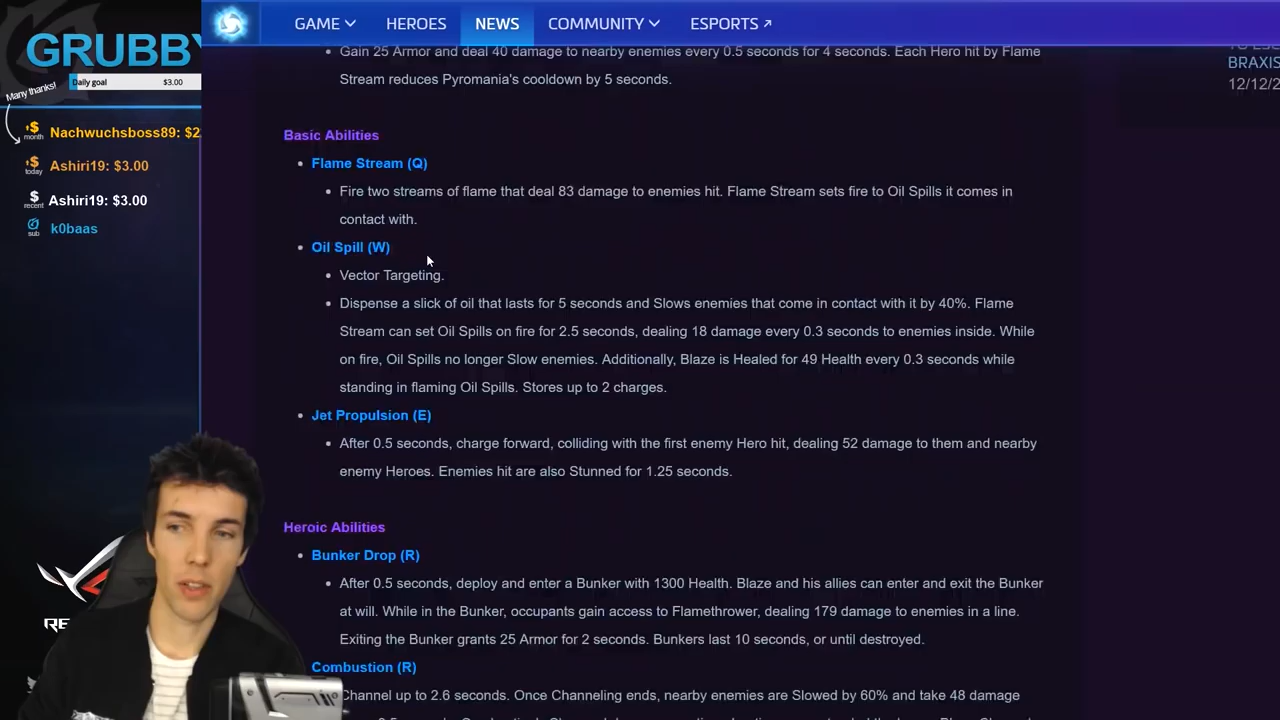 GAME HEROES NEWS COMMUNITY ESPORTS
GRUBBY
Daily goal $3.00
Many thanks!
$ month Nachwuchsboss89: $2
$ today Ashiri19: $3.00
$ recent Ashiri19: $3.00
sub k0baas
BRAXIS
12/12/2
Gain 25 Armor and deal 40 damage to nearby enemies every 0.5 seconds for 4 seconds. Each Hero hit by Flame
Stream reduces Pyromania's cooldown by 5 seconds.
Basic Abilities
Flame Stream (Q)
Fire two streams of flame that deal 83 damage to enemies hit. Flame Stream sets fire to Oil Spills it comes in
contact with.
Oil Spill (W)
Vector Targeting.
Dispense a slick of oil that lasts for 5 seconds and Slows enemies that come in contact with it by 40%. Flame
Stream can set Oil Spills on fire for 2.5 seconds, dealing 18 damage every 0.3 seconds to enemies inside. While
on fire, Oil Spills no longer Slow enemies. Additionally, Blaze is Healed for 49 Health every 0.3 seconds while
standing in flaming Oil Spills. Stores up to 2 charges.
Jet Propulsion (E)
After 0.5 seconds, charge forward, colliding with the first enemy Hero hit, dealing 52 damage to them and nearby
enemy Heroes. Enemies hit are also Stunned for 1.25 seconds.
Heroic Abilities
Bunker Drop (R)
After 0.5 seconds, deploy and enter a Bunker with 1300 Health. Blaze and his allies can enter and exit the Bunker
at will. While in the Bunker, occupants gain access to Flamethrower, dealing 179 damage to enemies in a line.
Exiting the Bunker grants 25 Armor for 2 seconds. Bunkers last 10 seconds, or until destroyed.
Combustion (R)
Channel up to 2.6 seconds. Once Channeling ends, nearby enemies are Slowed by 60% and take 48 damage